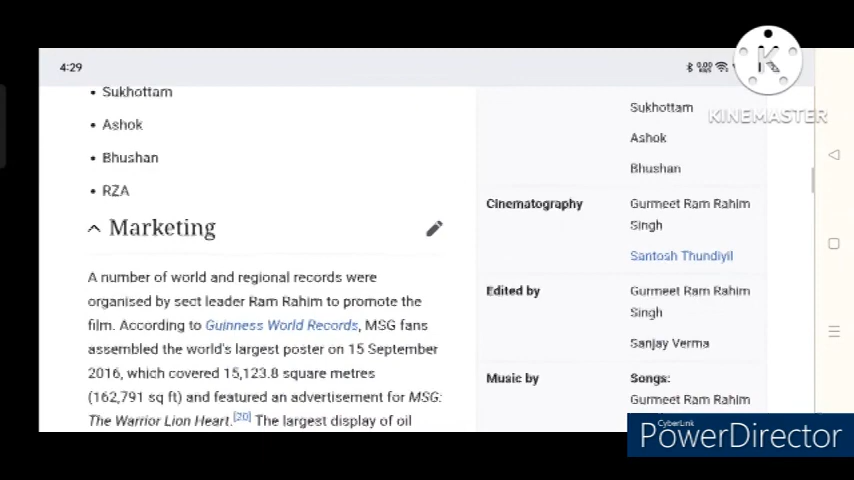 4:29
KINEMASTER
• Sukhottam
• Ashok
• Bhushan
• RZA
Marketing
A number of world and regional records were
organised by sect leader Ram Rahim to promote the
film. According to Guinness World Records, MSG fans
assembled the world's largest poster on 15 September
2016, which covered 15,123.8 square metres
(162,791 sq ft) and featured an advertisement for MSG:
The Warrior Lion Heart.[20] The largest display of oil
Sukhottam
Ashok
Bhushan
Cinematography
Gurmeet Ram Rahim
Singh
Santosh Thundiyil
Edited by
Gurmeet Ram Rahim
Singh
Sanjay Verma
Music by
Songs:
Gurmeet Ram Rahim
CyberLink
PowerDirector